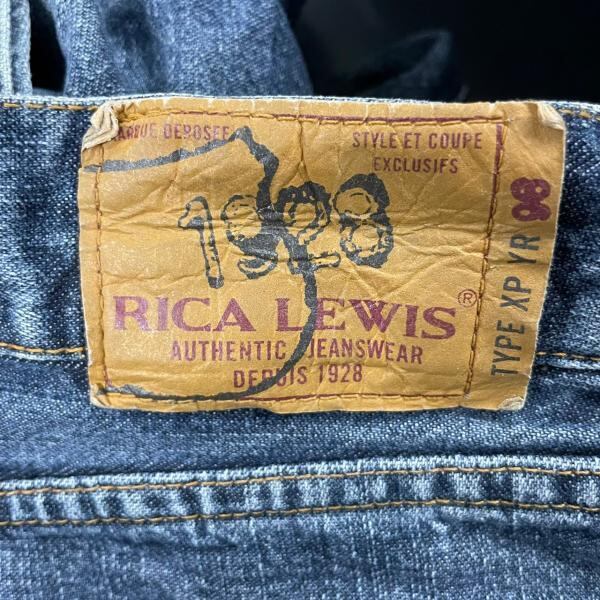 MARQUE DEPOSEE
STYLE ET COUPE
EXCLUSIFS
1928
RICA LEWIS®
AUTHENTIC JEANSWEAR
DEPUIS 1928
TYPE XP YR 98